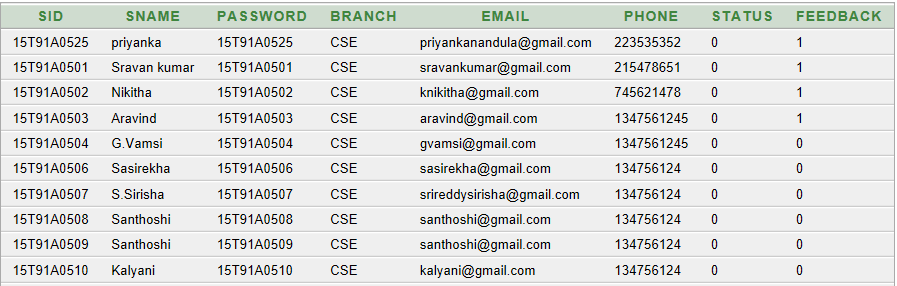 SID SNAME PASSWORD BRANCH EMAIL PHONE STATUS FEEDBACK
15T91A0525 priyanka 15T91A0525 CSE priyankanandula@gmail.com 223535352 0 1
15T91A0501 Sravan kumar 15T91A0501 CSE sravankumar@gmail.com 215478651 0 1
15T91A0502 Nikitha 15T91A0502 CSE knikitha@gmail.com 745621478 0 1
15T91A0503 Aravind 15T91A0503 CSE aravind@gmail.com 1347561245 0 1
15T91A0504 G.Vamsi 15T91A0504 CSE gvamsi@gmail.com 1347561245 0 0
15T91A0506 Sasirekha 15T91A0506 CSE sasirekha@gmail.com 134756124 0 0
15T91A0507 S.Sirisha 15T91A0507 CSE srireddysirisha@gmail.com 134756124 0 0
15T91A0508 Santhoshi 15T91A0508 CSE santhoshi@gmail.com 134756124 0 0
15T91A0509 Santhoshi 15T91A0509 CSE santhoshi@gmail.com 134756124 0 0
15T91A0510 Kalyani 15T91A0510 CSE kalyani@gmail.com 134756124 0 0